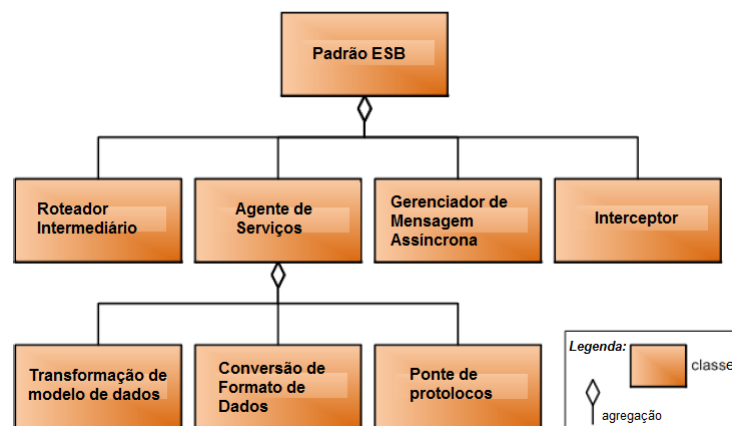 Padrão ESB
Roteador
Intermediário
Agente de
Serviços
Gerenciador de
Mensagem
Assíncrona
Interceptor
Transformação de
modelo de dados
Conversão de
Formato de
Dados
Ponte de
protolocos
Legenda:
classe
agregação